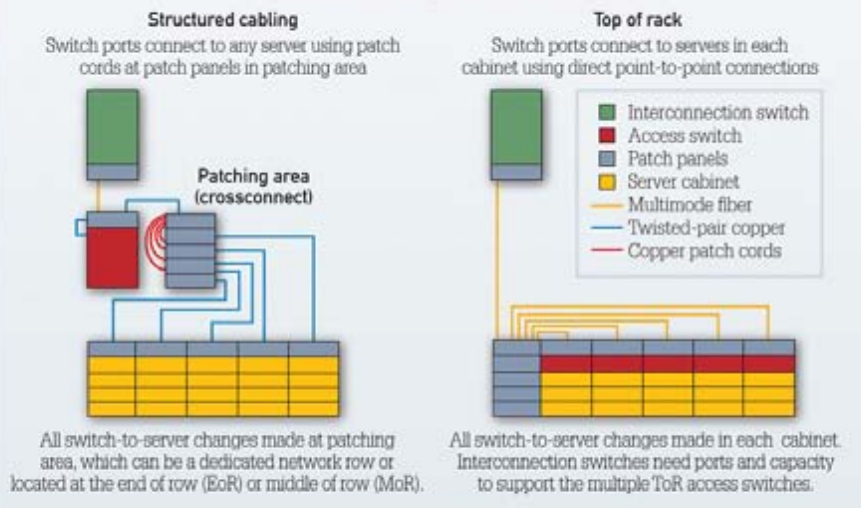 Structured cabling
Switch ports connect to any server using patch
cords at patch panels in patching area
Patching area
(crossconnect)
All switch-to-server changes made at patching
area, which can be a dedicated network row or
located at the end of row (EoR) or middle of row (MoR).
Top of rack
Switch ports connect to servers in each
cabinet using direct point-to-point connections
Interconnection switch
Access switch
Patch panels
Server cabinet
Multimode fiber
Twisted-pair copper
Copper patch cords
All switch-to-server changes made in each cabinet.
Interconnection switches need ports and capacity
to support the multiple ToR access switches.